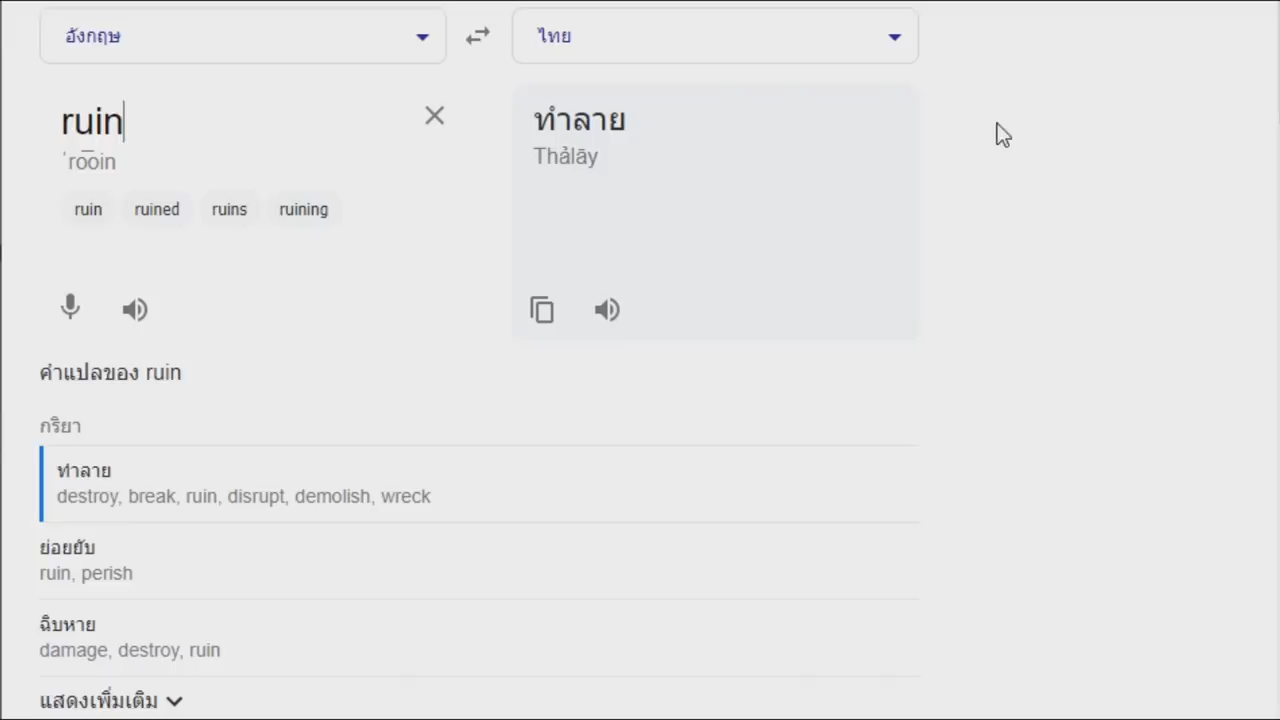 อังกฤษ
ไทย
ruin
ˈro͞oin
ruin ruined ruins ruining
ทำลาย
Thảlāy
คำแปลของ ruin
กริยา
ทำลาย
destroy, break, ruin, disrupt, demolish, wreck
ย่อยยับ
ruin, perish
ฉิบหาย
damage, destroy, ruin
แสดงเพิ่มเติม